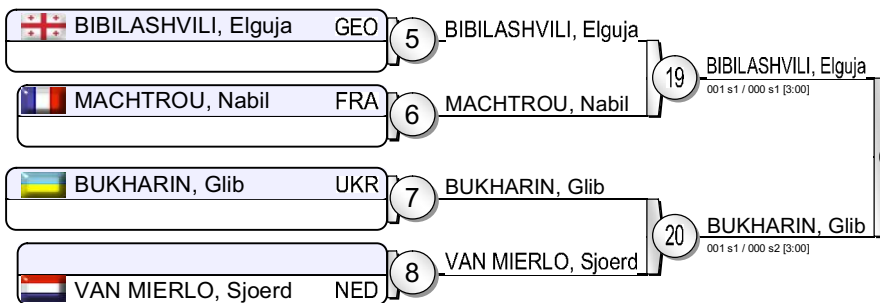 BIBILASHVILI, Elguja GEO
5
BIBILASHVILI, Elguja
19
BIBILASHVILI, Elguja
001 s1 / 000 s1 [3:00]
MACHTROU, Nabil FRA
6
MACHTROU, Nabil
BUKHARIN, Glib UKR
7
BUKHARIN, Glib
20
BUKHARIN, Glib
001 s1 / 000 s2 [3:00]
VAN MIERLO, Sjoerd NED
8
VAN MIERLO, Sjoerd